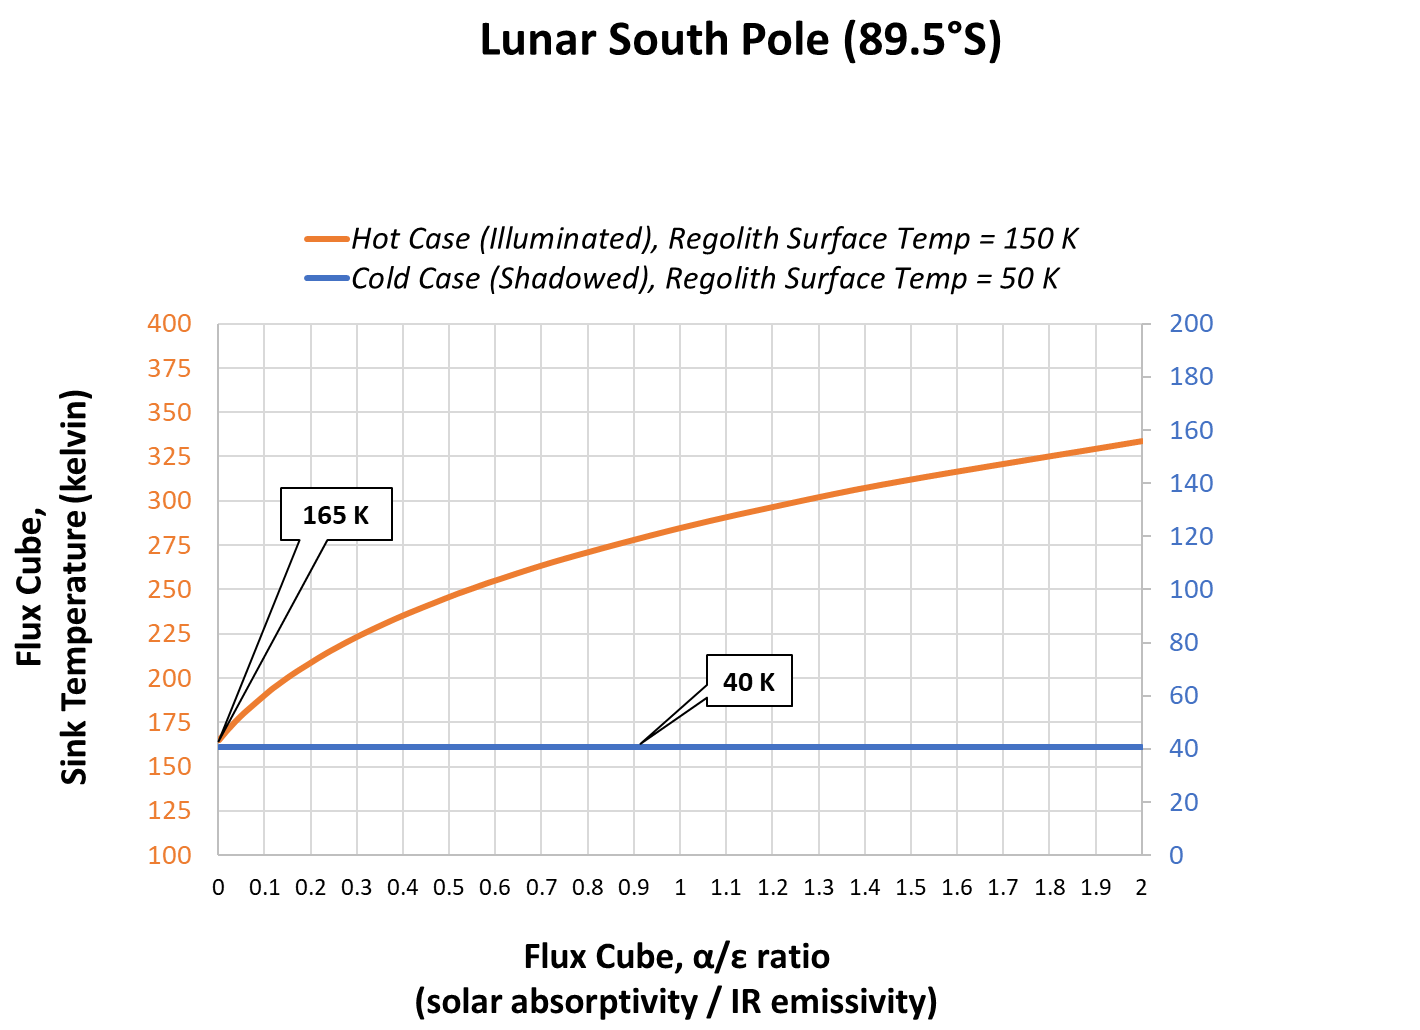 Lunar South Pole (89.5°S)
Hot Case (Illuminated), Regolith Surface Temp = 150 K
Cold Case (Shadowed), Regolith Surface Temp = 50 K
Flux Cube,
Sink Temperature (kelvin)
400
375
350
325
300
275
250
225
200
175
150
125
100
165 K
40 K
200
180
160
140
120
100
80
60
40
20
0
0 0.1 0.2 0.3 0.4 0.5 0.6 0.7 0.8 0.9 1 1.1 1.2 1.3 1.4 1.5 1.6 1.7 1.8 1.9 2
Flux Cube, α/ε ratio
(solar absorptivity / IR emissivity)